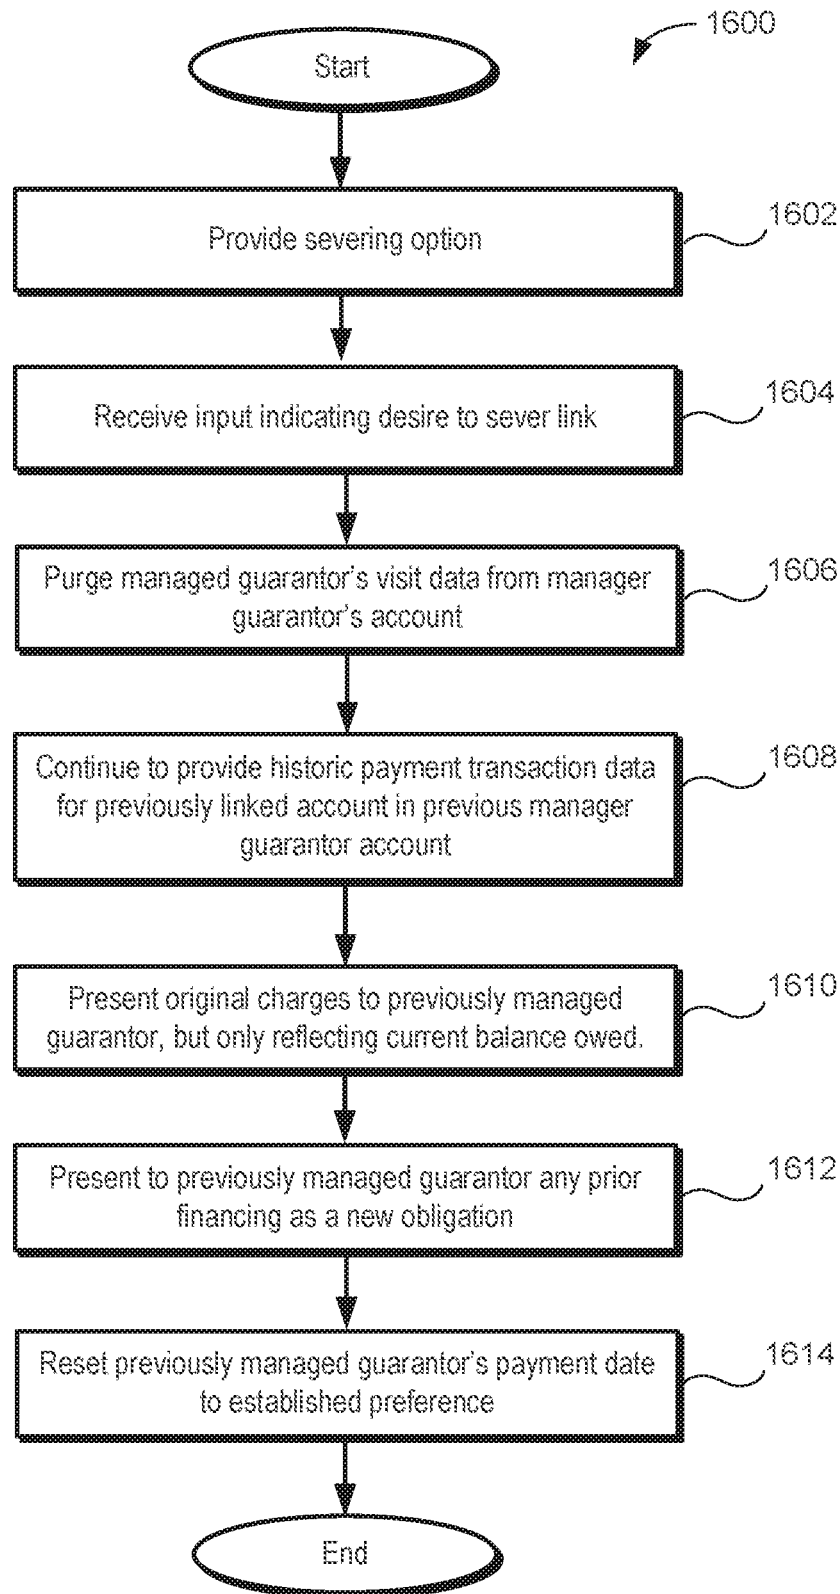 1600
Start
Provide severing option
1602
Receive input indicating desire to sever link
1604
Purge managed guarantor's visit data from manager
guarantor's account
1606
Continue to provide historic payment transaction data
for previously linked account in previous manager
guarantor account
1608
Present original charges to previously managed
guarantor, but only reflecting current balance owed.
1610
Present to previously managed guarantor any prior
financing as a new obligation
1612
Reset previously managed guarantor's payment date
to established preference
1614
End